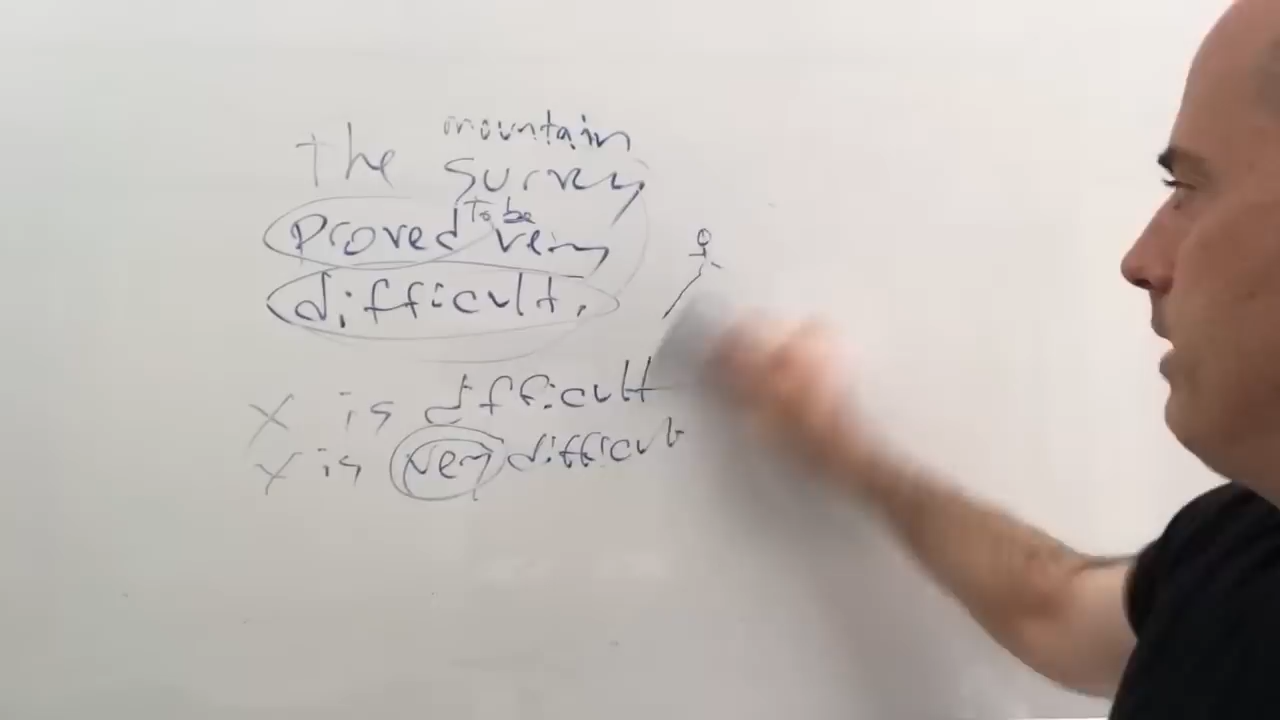 mountain
the survey
to be
proved very
difficult.
X is difficult
Y is very difficult